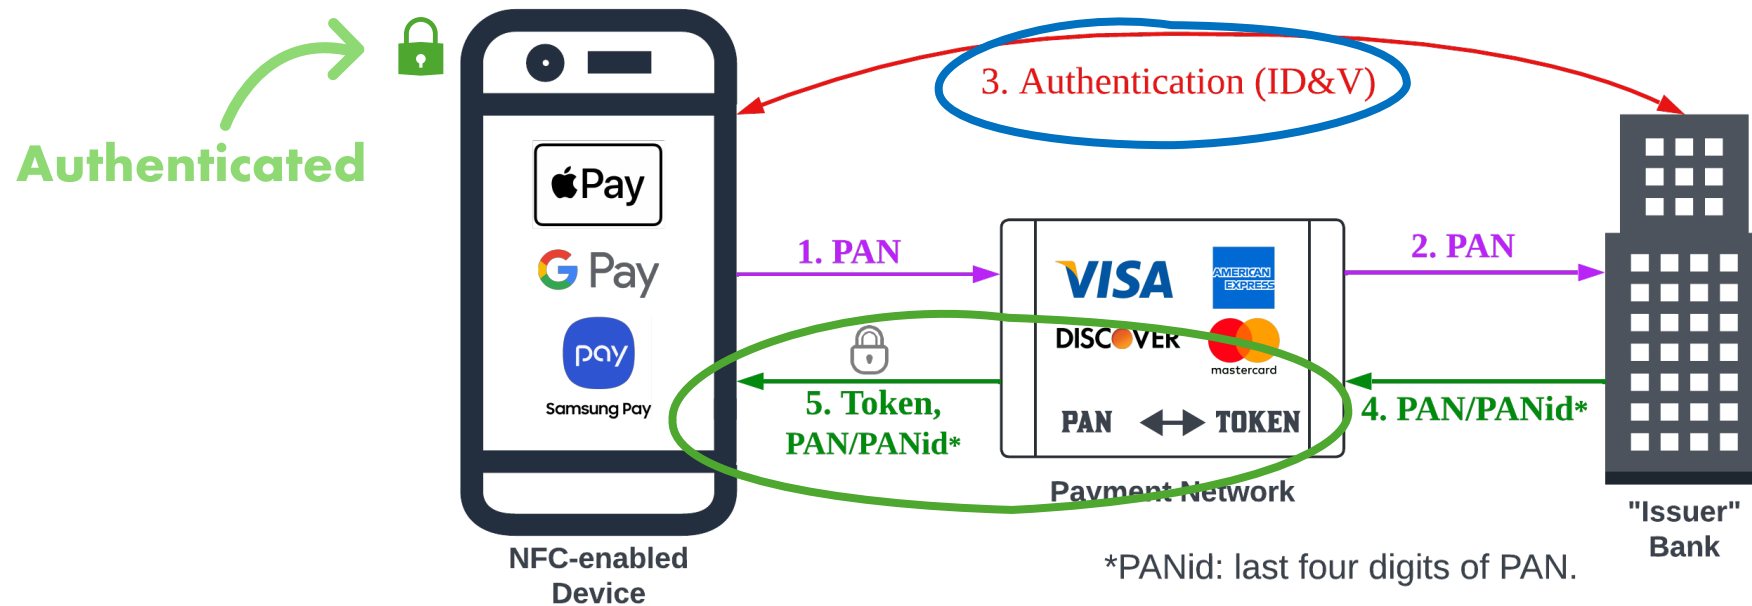 Authenticated
3. Authentication (ID&V)
Pay
G Pay
pay
Samsung Pay
1. PAN
VISA
AMERICAN
EXPRESS
DISCOVER
mastercard
PAN
TOKEN
2. PAN
5. Token,
PAN/PANid*
4. PAN/PANid*
Payment Network
NFC-enabled
Device
"Issuer"
Bank
*PANid: last four digits of PAN.